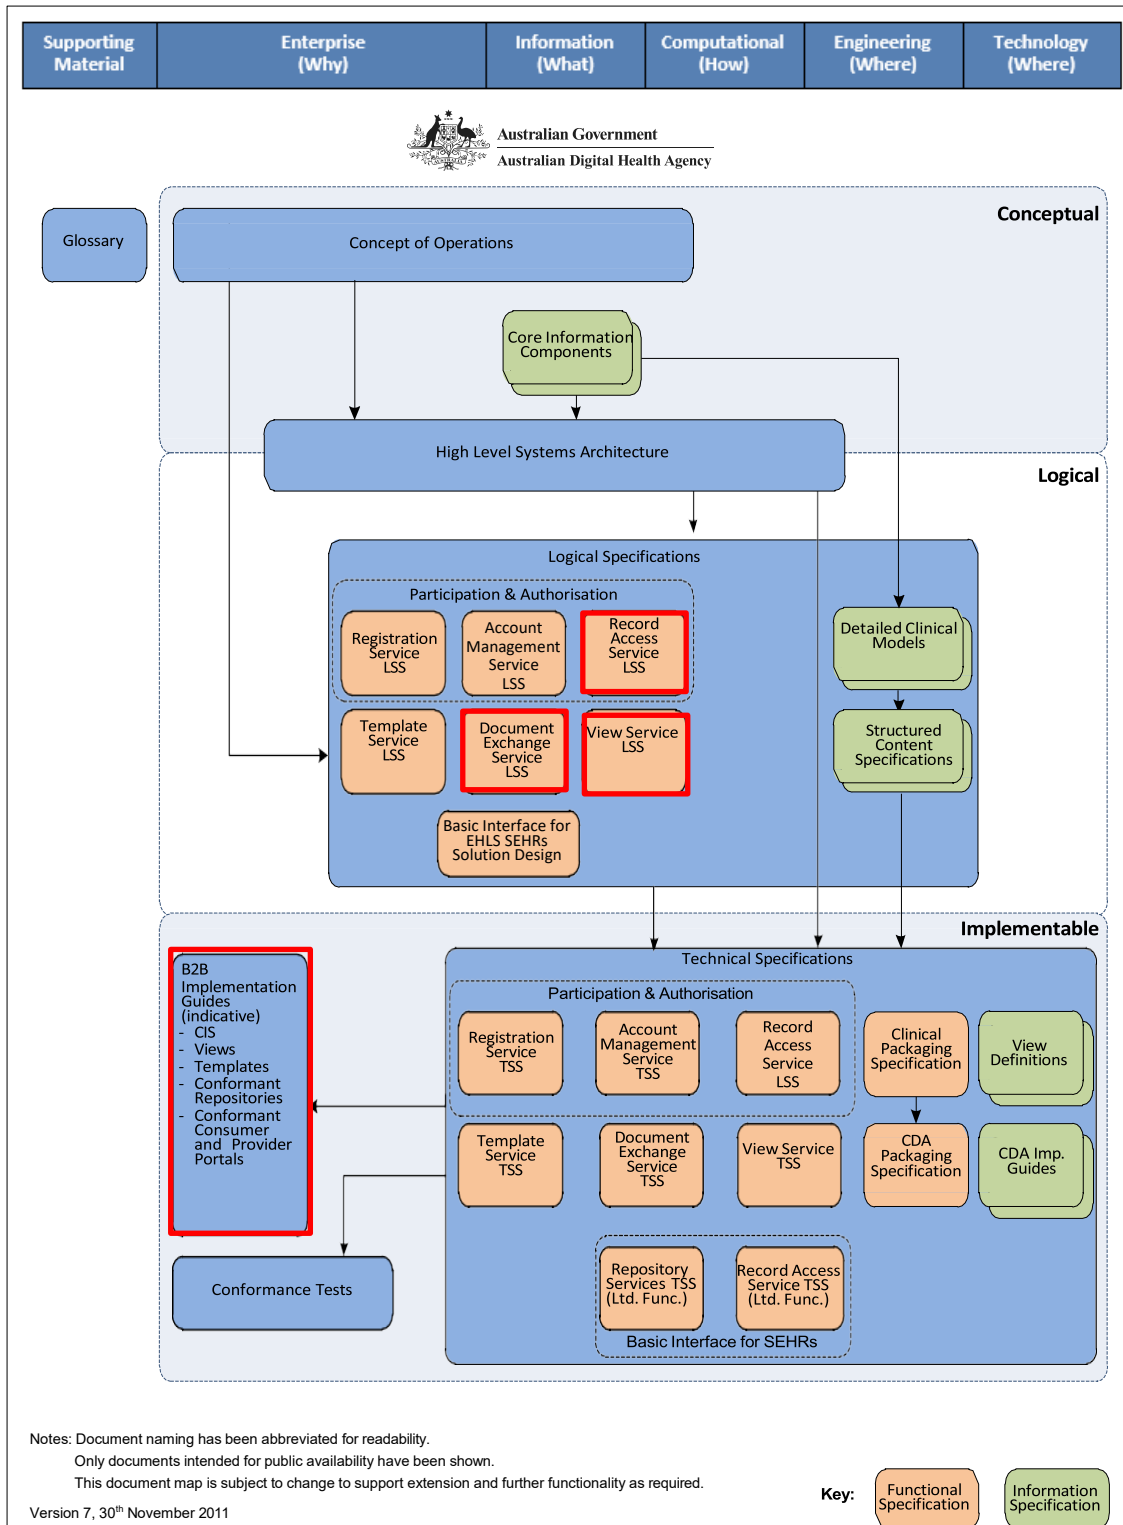 Supporting
Material
Enterprise
(Why)
Information
(What)
Computational
(How)
Engineering
(Where)
Technology
(Where)
Australian Government
Australian Digital Health Agency
Conceptual
Glossary
Concept of Operations
Core Information
Components
High Level Systems Architecture
Logical
Logical Specifications
Participation & Authorisation
Registration
Service
LSS
Account
Management
Service
LSS
Record
Access
Service
LSS
Detailed Clinical
Models
Template
Service
LSS
Document
Exchange
Service
LSS
View Service
LSS
Structured
Content
Specifications
Basic Interface for
EHLS SEHRs
Solution Design
Implementable
B2B
Implementation
Guides
(indicative)
- CIS
- Views
- Templates
- Conformant
Repositories
- Conformant
Consumer
and Provider
Portals
Technical Specifications
Participation & Authorisation
Registration
Service
TSS
Account
Management
Service
TSS
Record
Access
Service
LSS
Clinical
Packaging
Specification
View
Definitions
Template
Service
TSS
Document
Exchange
Service
TSS
View Service
TSS
CDA
Packaging
Specification
CDA Imp.
Guides
Conformance Tests
Repository
Services TSS
(Ltd. Func.)
Record Access
Service TSS
(Ltd. Func.)
Basic Interface for SEHRs
Notes: Document naming has been abbreviated for readability.
Only documents intended for public availability have been shown.
This document map is subject to change to support extension and further functionality as required.
Version 7, 30th November 2011
Key:
Functional
Specification
Information
Specification